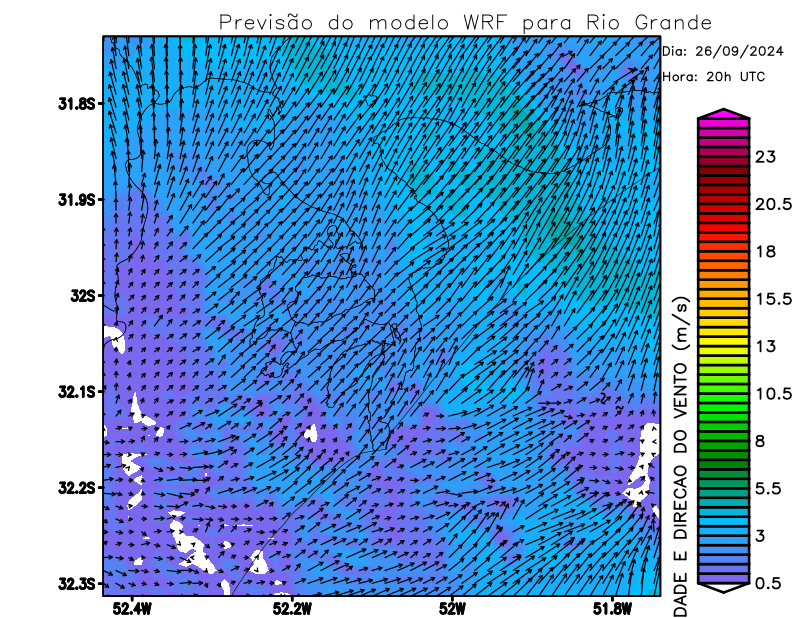 Previsão do modelo WRF para Rio Grande
Dia: 26/09/2024
Hora: 20h UTC
31.8S
31.9S
32S
32.1S
32.2S
32.3S
52.4W
52.2W
52W
51.8W
23
20.5
18
15.5
13
10.5
8
5.5
3
0.5
DADE E DIRECAO DO VENTO (m/s)